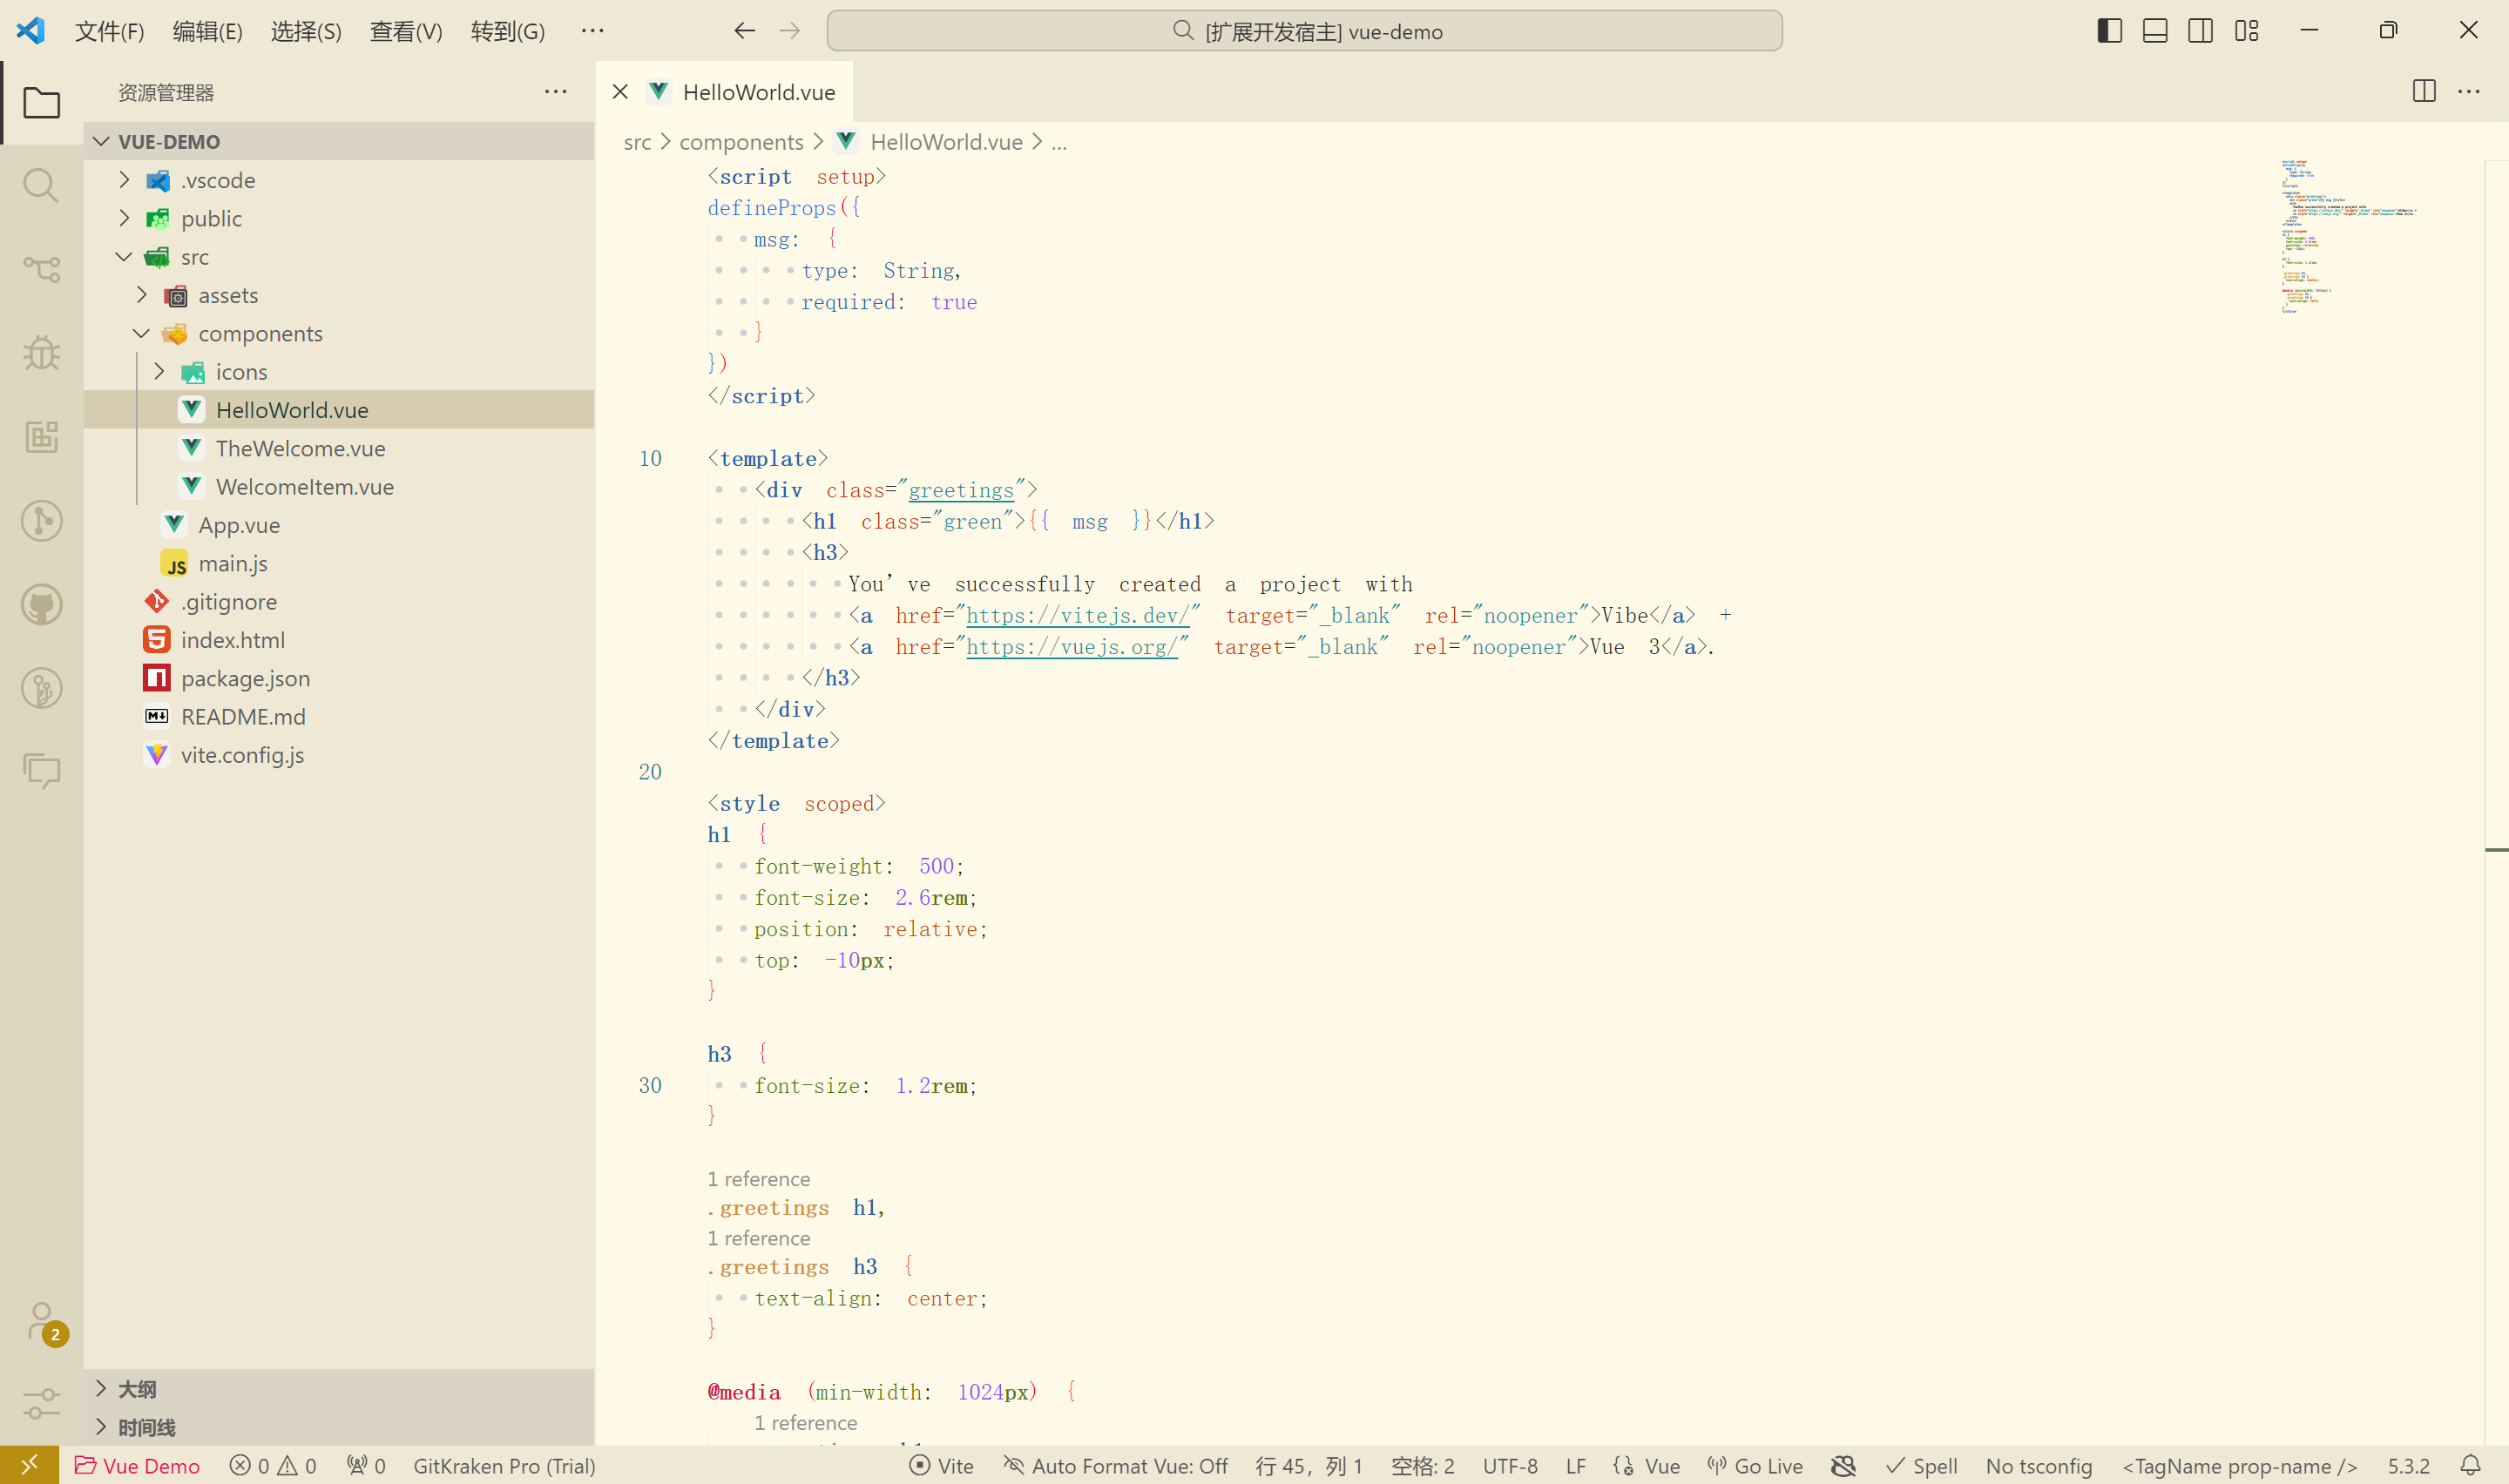 文件(F) 编辑(E) 选择(S) 查看(V) 转到(G) ··· [扩展开发宿主] vue-demo
资源管理器
VUE-DEMO
.vscode
public
src
assets
components
icons
HelloWorld.vue
TheWelcome.vue
WelcomeItem.vue
App.vue
main.js
.gitignore
index.html
package.json
README.md
vite.config.js
大纲
时间线
2
HelloWorld.vue
src > components > HelloWorld.vue > ...
<script setup>
defineProps({
msg: {
type: String,
required: true
}
})
</script>
10 <template>
<div class="greetings">
<h1 class="green">{{ msg }}</h1>
<h3>
You’ve successfully created a project with
<a href="https://vitejs.dev/" target="_blank" rel="noopener">Vibe</a> +
<a href="https://vuejs.org/" target="_blank" rel="noopener">Vue 3</a>.
</h3>
</div>
</template>
20
<style scoped>
h1 {
font-weight: 500;
font-size: 2.6rem;
position: relative;
top: -10px;
}
h3 {
30 font-size: 1.2rem;
}
1 reference
.greetings h1,
1 reference
.greetings h3 {
text-align: center;
}
@media (min-width: 1024px) {
1 reference
Vue Demo 0 0 0 GitKraken Pro (Trial) Vite Auto Format Vue: Off 行 45，列 1 空格: 2 UTF-8 LF Vue Go Live Spell No tsconfig <TagName prop-name /> 5.3.2